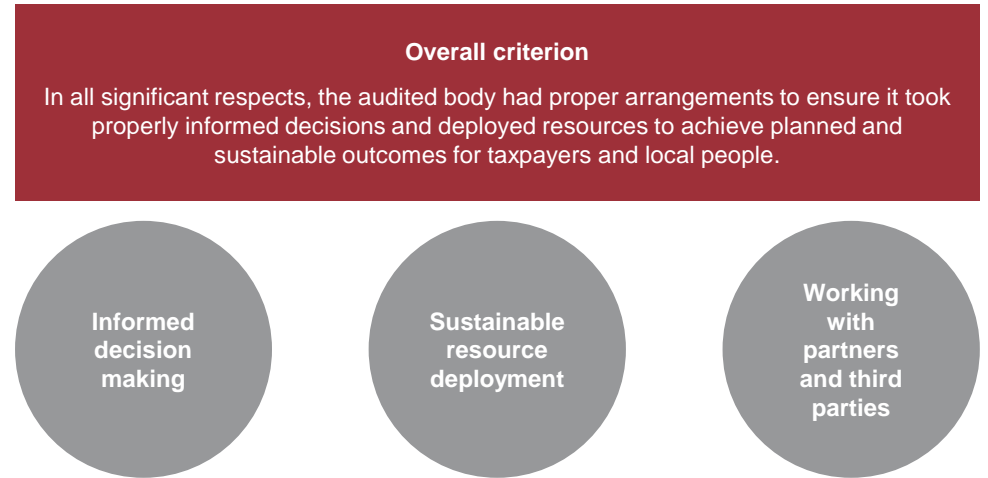 Overall criterion
In all significant respects, the audited body had proper arrangements to ensure it took
properly informed decisions and deployed resources to achieve planned and
sustainable outcomes for taxpayers and local people.
Informed
decision
making
Sustainable
resource
deployment
Working
with
partners
and third
parties